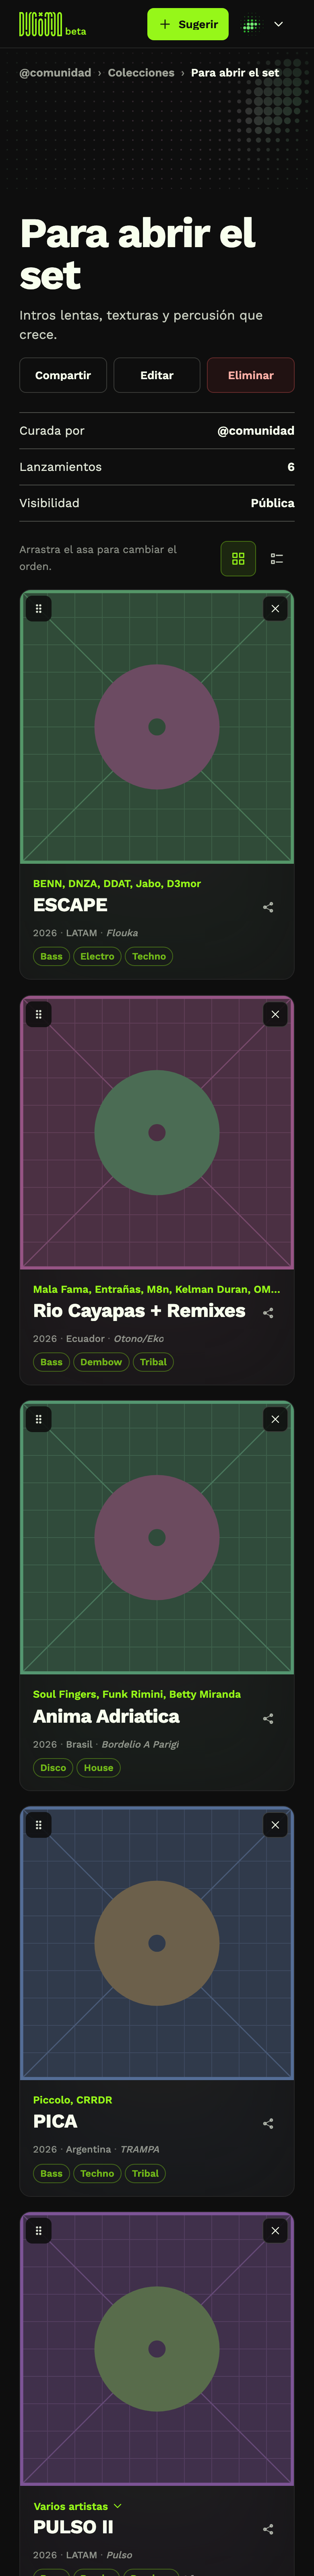 beta
Sugerir
@comunidad › Colecciones › Para abrir el set
Para abrir el
set
Intros lentas, texturas y percusión que
crece.
Compartir
Editar
Eliminar
Curada por
@comunidad
Lanzamientos
6
Visibilidad
Pública
Arrastra el asa para cambiar el
orden.
BENN, DNZA, DDAT, Jabo, D3mor
ESCAPE
2026 · LATAM · Flouka
Bass
Electro
Techno
Mala Fama, Entrañas, M8n, Kelman Duran, OM...
Rio Cayapas + Remixes
2026 · Ecuador · Otono/Ekc
Bass
Dembow
Tribal
Soul Fingers, Funk Rimini, Betty Miranda
Anima Adriatica
2026 · Brasil · Bordelio A Parigi
Disco
House
Piccolo, CRRDR
PICA
2026 · Argentina · TRAMPA
Bass
Techno
Tribal
Varios artistas
PULSO II
2026 · LATAM · Pulso